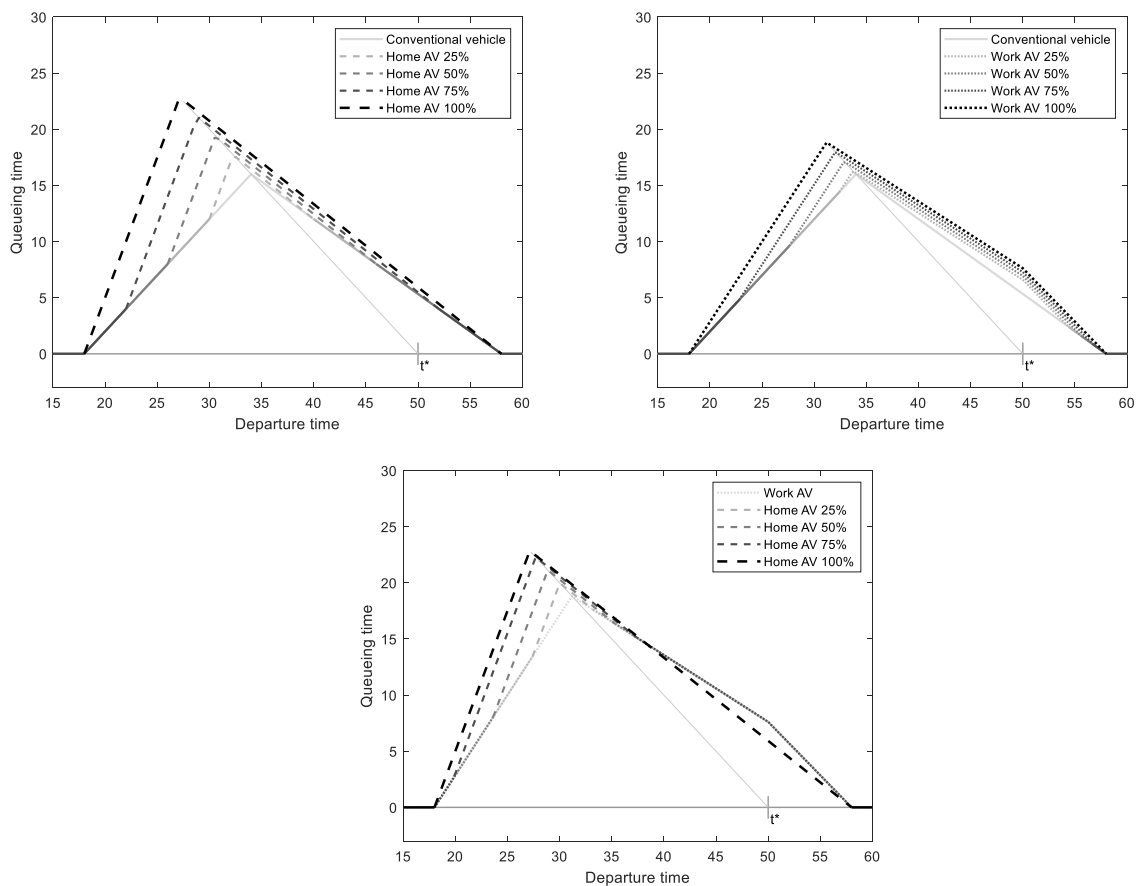 30
25
20
15
10
5
0
Queueing time
Conventional vehicle
Home AV 25%
Home AV 50%
Home AV 75%
Home AV 100%
t*
15 20 25 30 35 40 45 50 55 60
Departure time
30
25
20
15
10
5
0
Queueing time
Conventional vehicle
Work AV 25%
Work AV 50%
Work AV 75%
Work AV 100%
t*
15 20 25 30 35 40 45 50 55 60
Departure time
30
25
20
15
10
5
0
Queueing time
Work AV
Home AV 25%
Home AV 50%
Home AV 75%
Home AV 100%
t*
15 20 25 30 35 40 45 50 55 60
Departure time